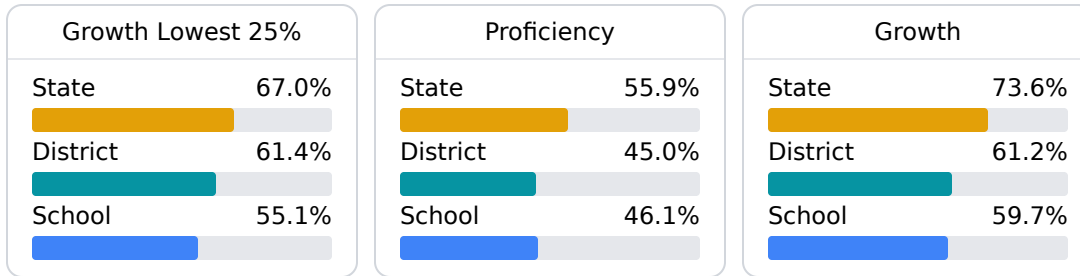 Growth Lowest 25%
State 67.0%
District 61.4%
School 55.1%
Proficiency
State 55.9%
District 45.0%
School 46.1%
Growth
State 73.6%
District 61.2%
School 59.7%